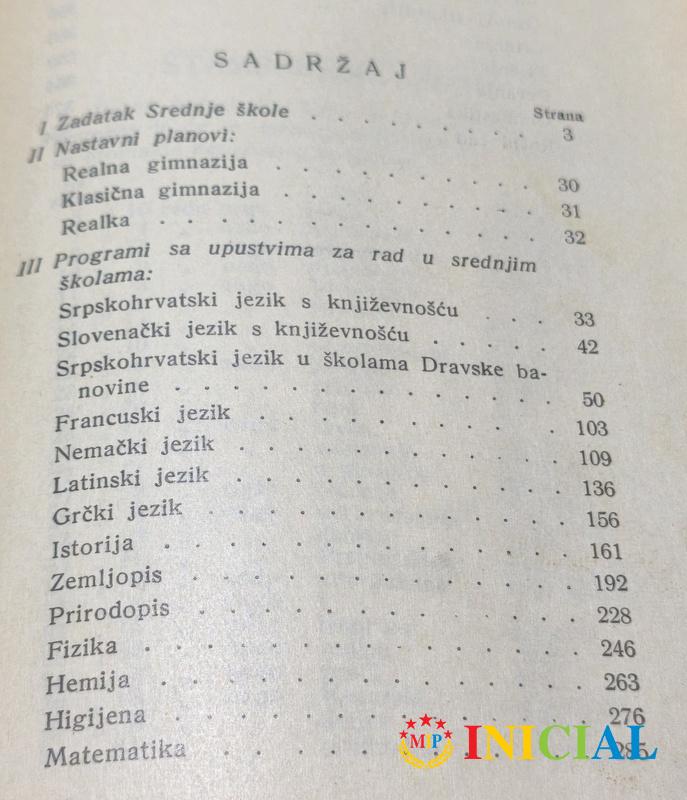 SADRŽAJ
Strana
I Zadatak Srednje škole . . . . . . . . 3
II Nastavni planovi:
Realna gimnazija . . . . . . . . 30
Klasična gimnazija . . . . . . . 31
Realka . . . . . . . . . . . 32
III Programi sa upustvima za rad u srednjim
školama:
Srpskohrvatski jezik s književnošću . . . 33
Slovenački jezik s književnošću . . . . . 42
Srpskohrvatski jezik u školama Dravske ba-
novine . . . . . . . . . . . 50
Francuski jezik . . . . . . . . 103
Nemački jezik . . . . . . . . . 109
Latinski jezik . . . . . . . . . 136
Grčki jezik . . . . . . . . . . 156
Istorija . . . . . . . . . . . . 161
Zemljopis . . . . . . . . . . . 192
Prirodopis . . . . . . . . . . . 228
Fizika . . . . . . . . . . . . . 246
Hemija . . . . . . . . . . . . 263
Higijena . . . . . . . . . . . . 276
Matematika . . . . . . . . . . 285
MIP INICIAL